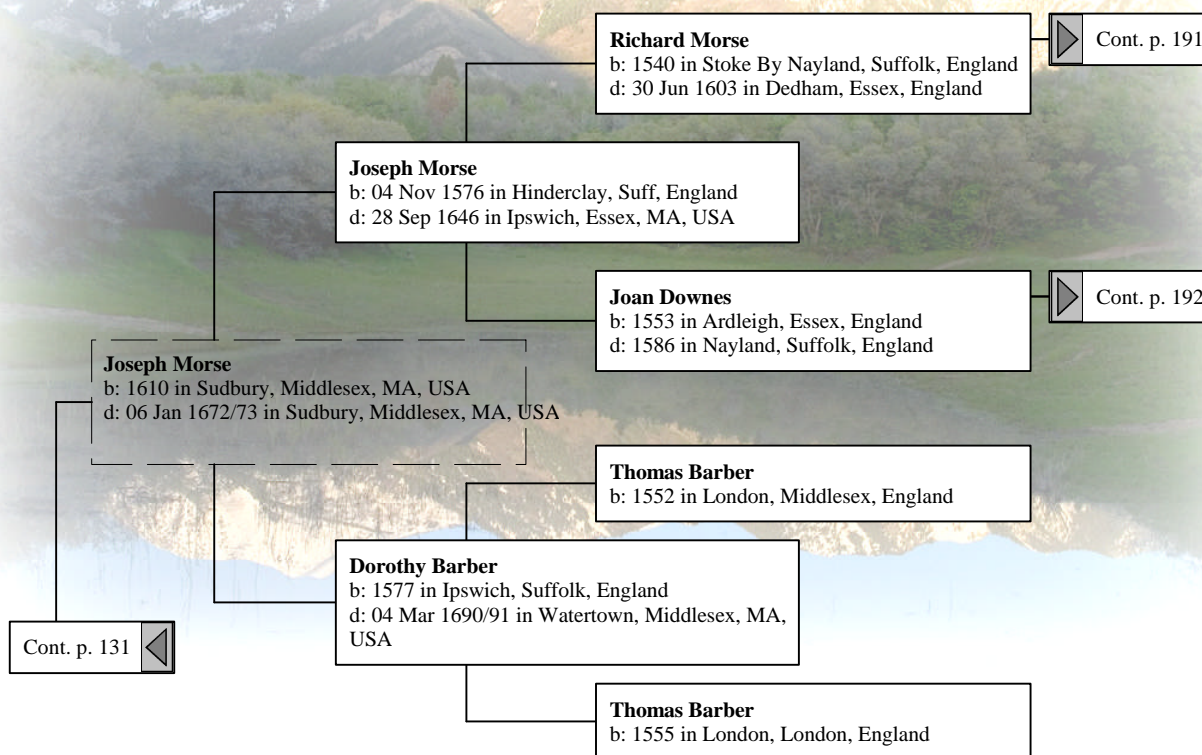 Richard Morse
b: 1540 in Stoke By Nayland, Suffolk, England
d: 30 Jun 1603 in Dedham, Essex, England
Cont. p. 191
Joseph Morse
b: 04 Nov 1576 in Hinderclay, Suff, England
d: 28 Sep 1646 in Ipswich, Essex, MA, USA
Joan Downes
b: 1553 in Ardleigh, Essex, England
d: 1586 in Nayland, Suffolk, England
Cont. p. 192
Joseph Morse
b: 1610 in Sudbury, Middlesex, MA, USA
d: 06 Jan 1672/73 in Sudbury, Middlesex, MA, USA
Thomas Barber
b: 1552 in London, Middlesex, England
Dorothy Barber
b: 1577 in Ipswich, Suffolk, England
d: 04 Mar 1690/91 in Watertown, Middlesex, MA,
USA
Cont. p. 131
Thomas Barber
b: 1555 in London, London, England